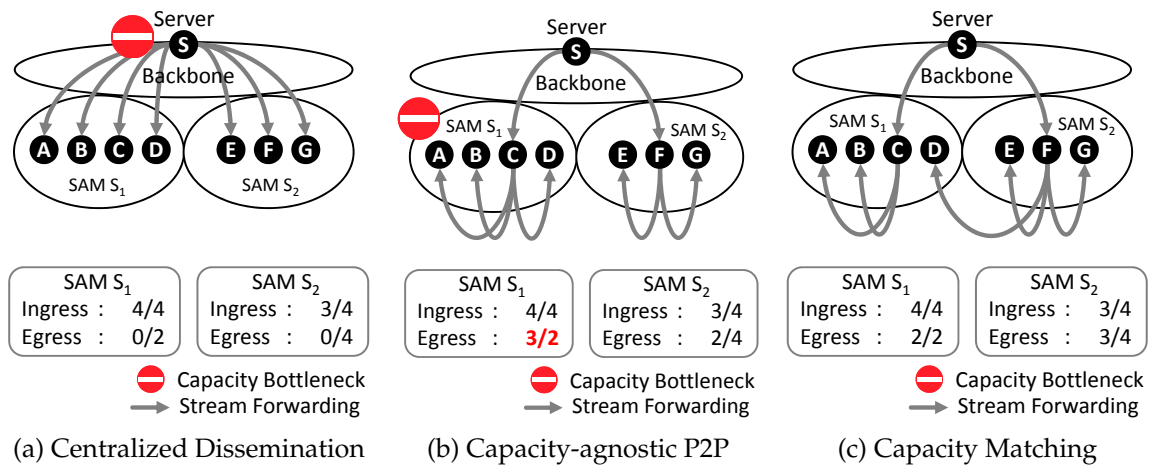 Server
S
Backbone
A B C D E F G
SAM S1
SAM S2
SAM S1
Ingress : 4/4
Egress : 0/2
SAM S2
Ingress : 3/4
Egress : 0/4
Capacity Bottleneck
Stream Forwarding
(a) Centralized Dissemination
Server
S
Backbone
SAM S1
SAM S2
A B C D E F G
SAM S1
Ingress : 4/4
Egress : 3/2
SAM S2
Ingress : 3/4
Egress : 2/4
Capacity Bottleneck
Stream Forwarding
(b) Capacity-agnostic P2P
Server
S
Backbone
SAM S1
SAM S2
A B C D E F G
SAM S1
Ingress : 4/4
Egress : 2/2
SAM S2
Ingress : 3/4
Egress : 3/4
Capacity Bottleneck
Stream Forwarding
(c) Capacity Matching